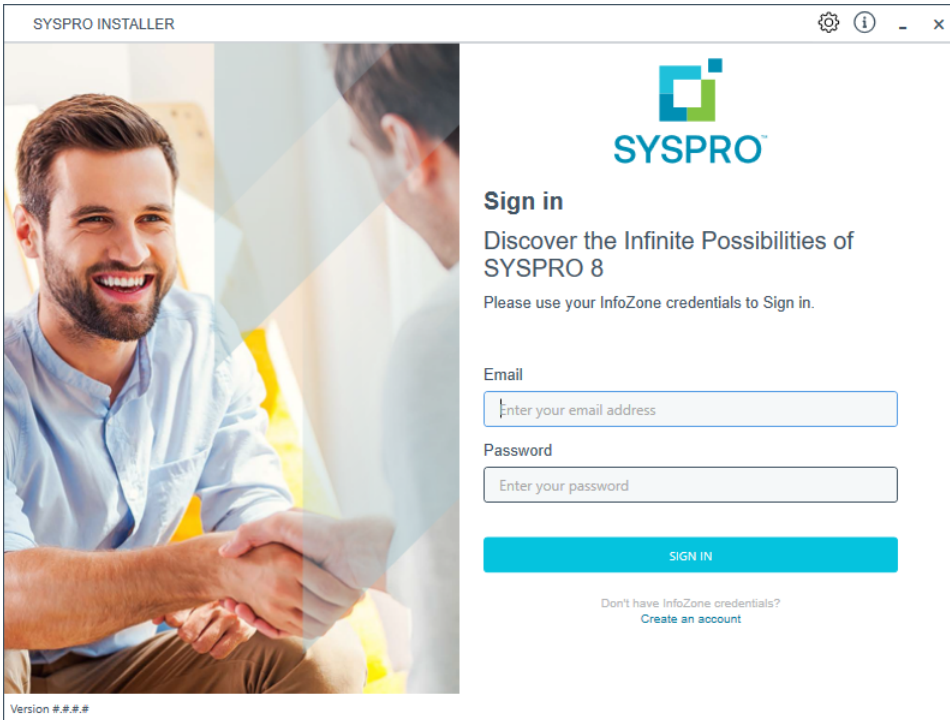 SYSPRO INSTALLER
SYSPRO™
Sign in
Discover the Infinite Possibilities of
SYSPRO 8
Please use your InfoZone credentials to Sign in.
Email
Enter your email address
Password
Enter your password
SIGN IN
Don't have InfoZone credentials?
Create an account
Version #.#.#.#